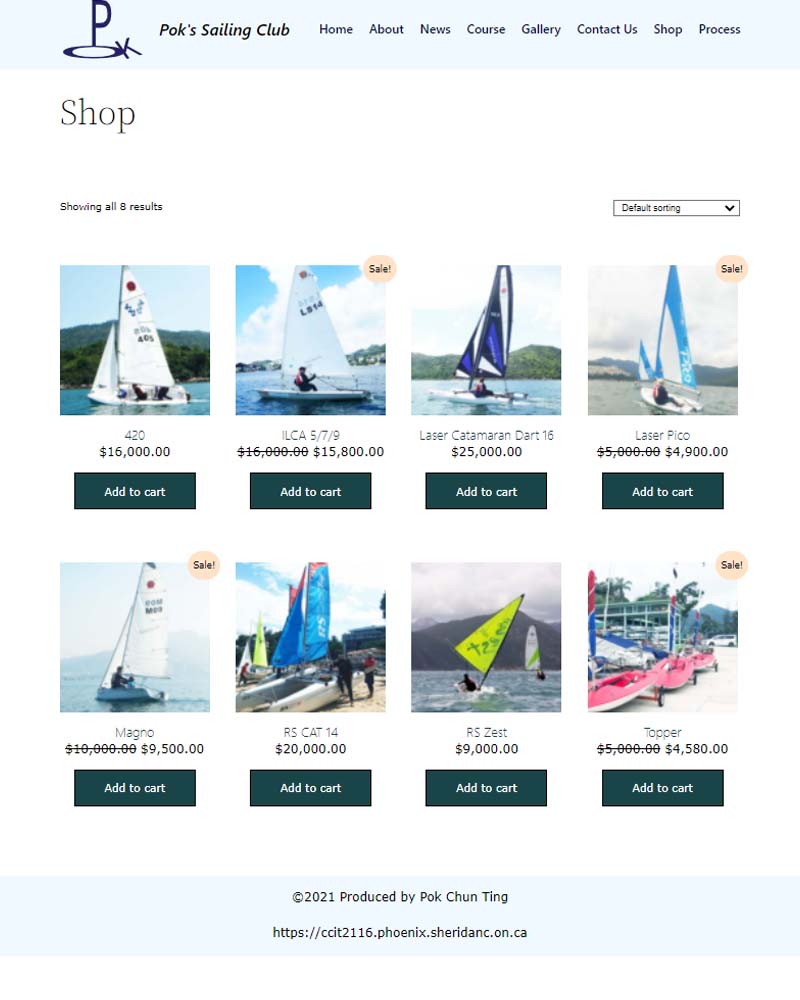 Pok's Sailing Club
Home About News Course Gallery Contact Us Shop Process
Shop
Showing all 8 results
Default sorting
Sale!
Sale!
420
$16,000.00
Add to cart
ILCA 5/7/9
$16,000.00 $15,800.00
Add to cart
Laser Catamaran Dart 16
$25,000.00
Add to cart
Laser Pico
$5,000.00 $4,900.00
Add to cart
Sale!
Sale!
Magno
$10,000.00 $9,500.00
Add to cart
RS CAT 14
$20,000.00
Add to cart
RS Zest
$9,000.00
Add to cart
Topper
$5,000.00 $4,580.00
Add to cart
©2021 Produced by Pok Chun Ting
https://ccit2116.phoenix.sheridanc.on.ca